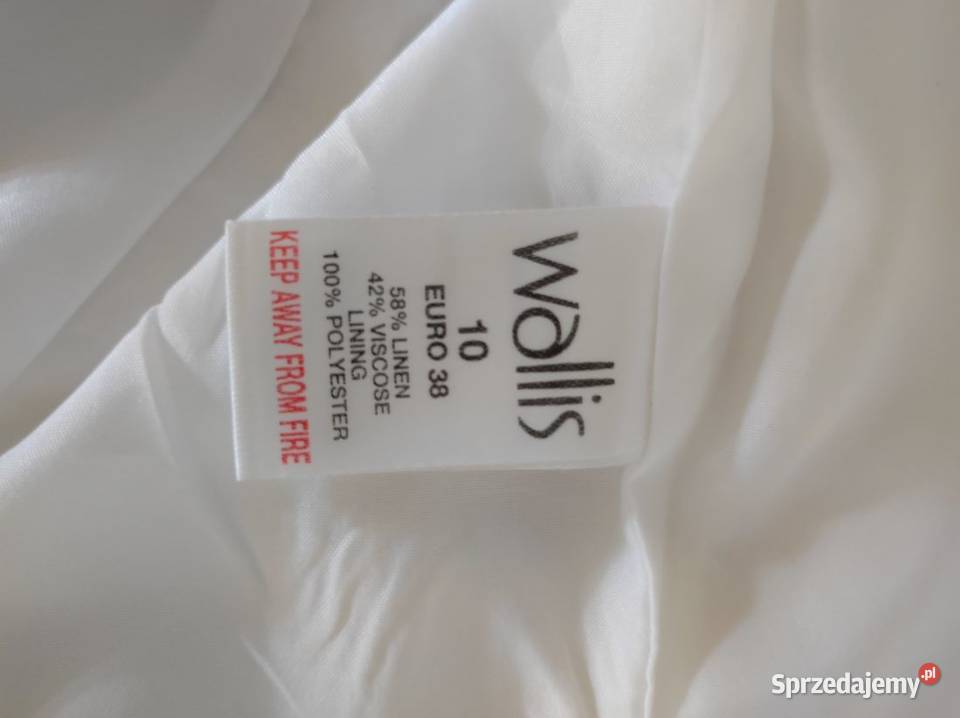 wallis
10
EURO 38
58% LINEN
42% VISCOSE
LINING
100% POLYESTER
KEEP AWAY FROM FIRE
Sprzedajemy.pl